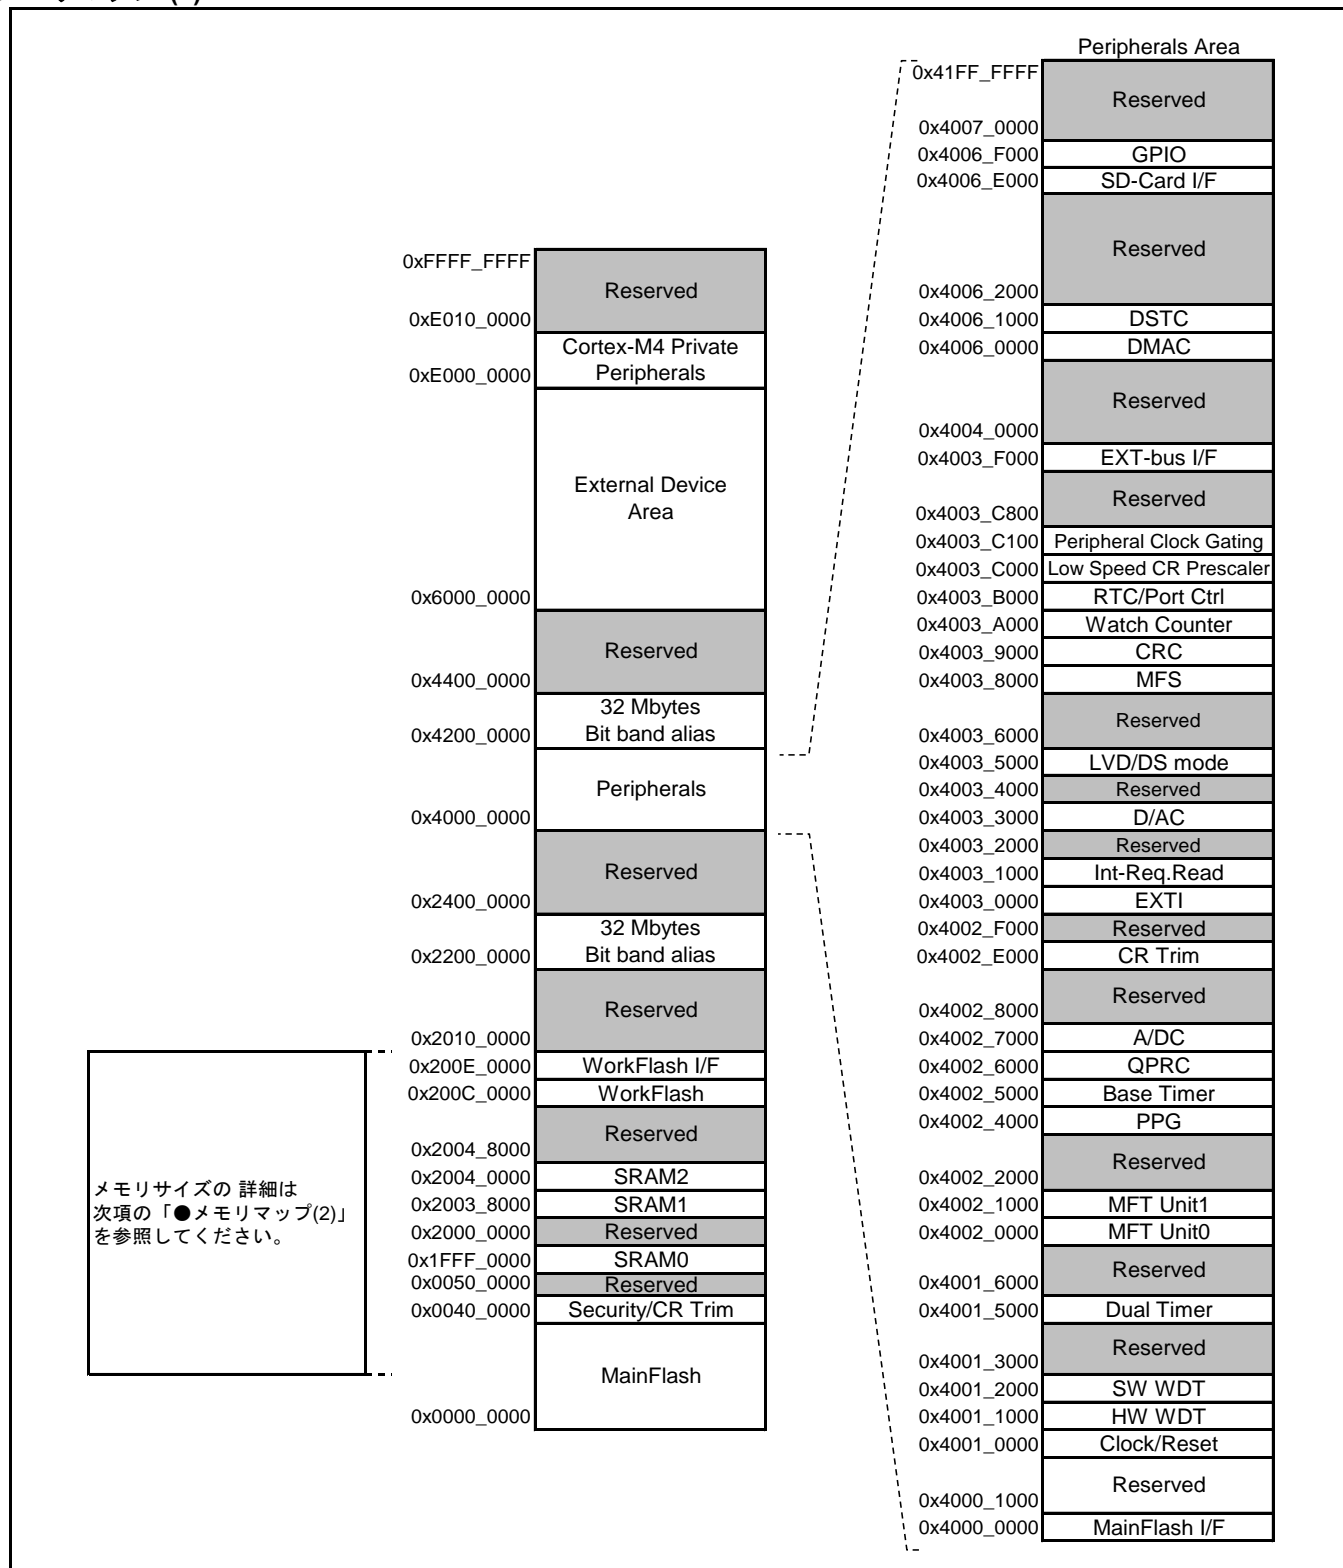 Peripherals Area
0x41FF_FFFF
Reserved
0x4007_0000
0x4006_F000 GPIO
0x4006_E000 SD-Card I/F
Reserved
0x4006_2000
0x4006_1000 DSTC
0x4006_0000 DMAC
Reserved
0x4004_0000
0x4003_F000 EXT-bus I/F
Reserved
0x4003_C800
0x4003_C100 Peripheral Clock Gating
0x4003_C000 Low Speed CR Prescaler
0x4003_B000 RTC/Port Ctrl
0x4003_A000 Watch Counter
0x4003_9000 CRC
0x4003_8000 MFS
Reserved
0x4003_6000
0x4003_5000 LVD/DS mode
0x4003_4000 Reserved
0x4003_3000 D/AC
0x4003_2000 Reserved
0x4003_1000 Int-Req.Read
0x4003_0000 EXTI
0x4002_F000 Reserved
0x4002_E000 CR Trim
Reserved
0x4002_8000
0x4002_7000 A/DC
0x4002_6000 QPRC
0x4002_5000 Base Timer
0x4002_4000 PPG
Reserved
0x4002_2000
0x4002_1000 MFT Unit1
0x4002_0000 MFT Unit0
Reserved
0x4001_6000
0x4001_5000 Dual Timer
Reserved
0x4001_3000
0x4001_2000 SW WDT
0x4001_1000 HW WDT
0x4001_0000 Clock/Reset
Reserved
0x4000_1000
0x4000_0000 MainFlash I/F
0xFFFF_FFFF
Reserved
0xE010_0000
Cortex-M4 Private
0xE000_0000 Peripherals
External Device
Area
0x6000_0000
Reserved
0x4400_0000
32 Mbytes
0x4200_0000 Bit band alias
Peripherals
0x4000_0000
Reserved
0x2400_0000
32 Mbytes
0x2200_0000 Bit band alias
Reserved
0x2010_0000
0x200E_0000 WorkFlash I/F
0x200C_0000 WorkFlash
Reserved
0x2004_8000
0x2004_0000 SRAM2
0x2003_8000 SRAM1
0x2000_0000 Reserved
0x1FFF_0000 SRAM0
0x0050_0000 Reserved
0x0040_0000 Security/CR Trim
MainFlash
0x0000_0000
メモリサイズの 詳細は
次項の「●メモリマップ(2)」
を参照してください。